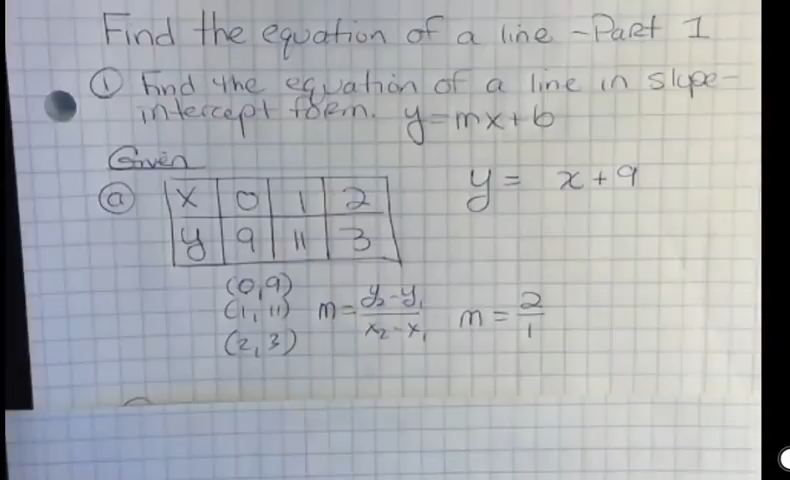 Find the equation of a line - Part 1
① Find the equation of a line in slope-
intercept form. y=mx+b
Given
ⓐ x 0 1 2
y 9 11 3
y = x+9
(0,9)
(1, 11) m = y₂-y₁/x₂-x₁ m = 2/1
(2, 3)